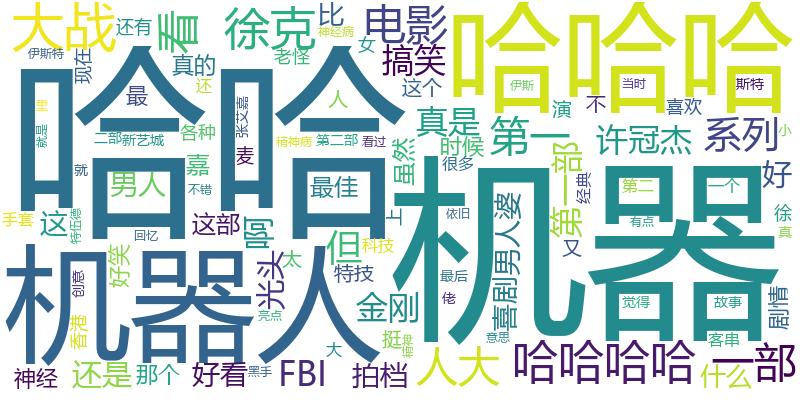 大战
还有
看
徐克
比
神经病
电影
哈哈哈
伊斯特
现在
真的
老怪
女
搞笑
伊斯
当时
斯特
哈哈
还
最
人
这个
演
不
喜欢
小
里
就是
二部
新艺城
各种
张艾嘉
精神病
第二部
看过
真是
第一
许冠杰
系列
时候
虽然
嘉
麦
就
不错
男人
最佳
很多
机器
第一部
经典
第二
一个
好
手套
这
特伍德
回忆
这部
啊
但
上
依旧
男人婆
又
有点
徐
真
机器人
创意
好笑
光头
太
科技
特技
最后
佬
喜剧
觉得
故事
剧情
香港
亮点
金刚
挺
精神
大
意思
客串
神经
还是
那个
好看
黑手
FBI
拍档
人大
哈哈哈哈
什么
一部